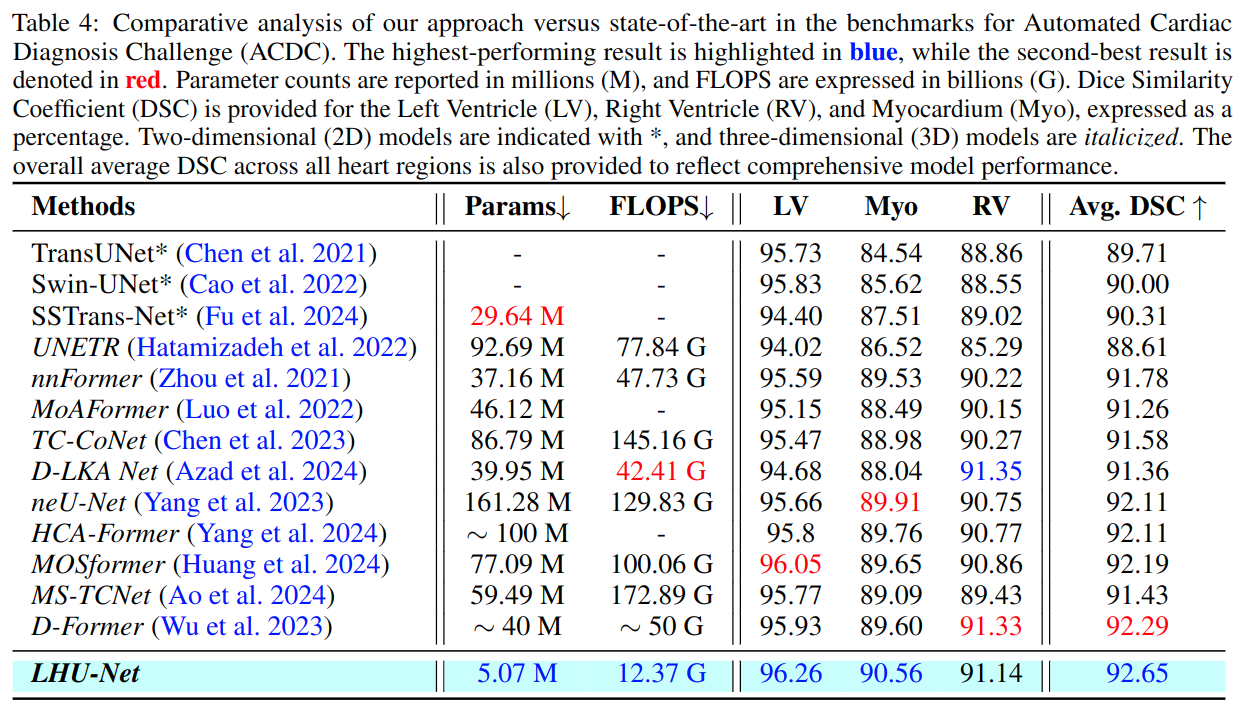 Table 4: Comparative analysis of our approach versus state-of-the-art in the benchmarks for Automated Cardiac
Diagnosis Challenge (ACDC). The highest-performing result is highlighted in blue, while the second-best result is
denoted in red. Parameter counts are reported in millions (M), and FLOPS are expressed in billions (G). Dice Similarity
Coefficient (DSC) is provided for the Left Ventricle (LV), Right Ventricle (RV), and Myocardium (Myo), expressed as a
percentage. Two-dimensional (2D) models are indicated with *, and three-dimensional (3D) models are italicized. The
overall average DSC across all heart regions is also provided to reflect comprehensive model performance.
Methods Params↓ FLOPS↓ LV Myo RV Avg. DSC ↑
TransUNet* (Chen et al. 2021) - - 95.73 84.54 88.86 89.71
Swin-UNet* (Cao et al. 2022) - - 95.83 85.62 88.55 90.00
SSTrans-Net* (Fu et al. 2024) 29.64 M - 94.40 87.51 89.02 90.31
UNETR (Hatamizadeh et al. 2022) 92.69 M 77.84 G 94.02 86.52 85.29 88.61
nnFormer (Zhou et al. 2021) 37.16 M 47.73 G 95.59 89.53 90.22 91.78
MoAFormer (Luo et al. 2022) 46.12 M - 95.15 88.49 90.15 91.26
TC-CoNet (Chen et al. 2023) 86.79 M 145.16 G 95.47 88.98 90.27 91.58
D-LKA Net (Azad et al. 2024) 39.95 M 42.41 G 94.68 88.04 91.35 91.36
neU-Net (Yang et al. 2023) 161.28 M 129.83 G 95.66 89.91 90.75 92.11
HCA-Former (Yang et al. 2024) ~ 100 M - 95.8 89.76 90.77 92.11
MOSformer (Huang et al. 2024) 77.09 M 100.06 G 96.05 89.65 90.86 92.19
MS-TCNet (Ao et al. 2024) 59.49 M 172.89 G 95.77 89.09 89.43 91.43
D-Former (Wu et al. 2023) ~ 40 M ~ 50 G 95.93 89.60 91.33 92.29
LHU-Net 5.07 M 12.37 G 96.26 90.56 91.14 92.65